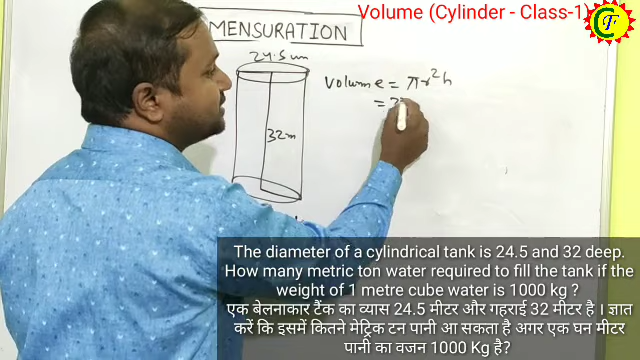 Volume (Cylinder - Class-1)
CF
MENSURATION
24.5 m
Volume = πr²h
=
32m
The diameter of a cylindrical tank is 24.5 and 32 deep.
How many metric ton water required to fill the tank if the
weight of 1 metre cube water is 1000 kg ?
एक बेलनाकार टैंक का व्यास 24.5 मीटर और गहराई 32 मीटर है । ज्ञात
करें कि इसमें कितने मेट्रिक टन पानी आ सकता है अगर एक घन मीटर
पानी का वजन 1000 Kg है?